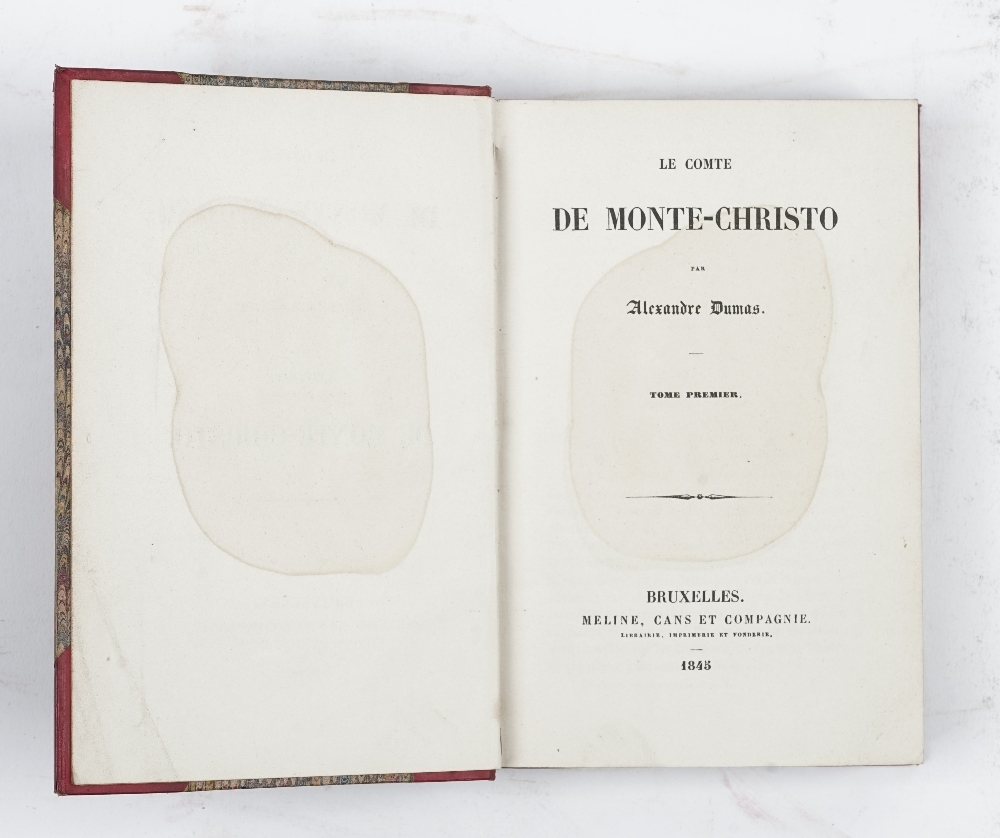 LE COMTE
DE MONTE-CHRISTO
PAR
Alexandre Dumas.
TOME PREMIER.
BRUXELLES.
MELINE, CANS ET COMPAGNIE.
LIBRAIRIE, IMPRIMERIE ET FONDERIE.
1845